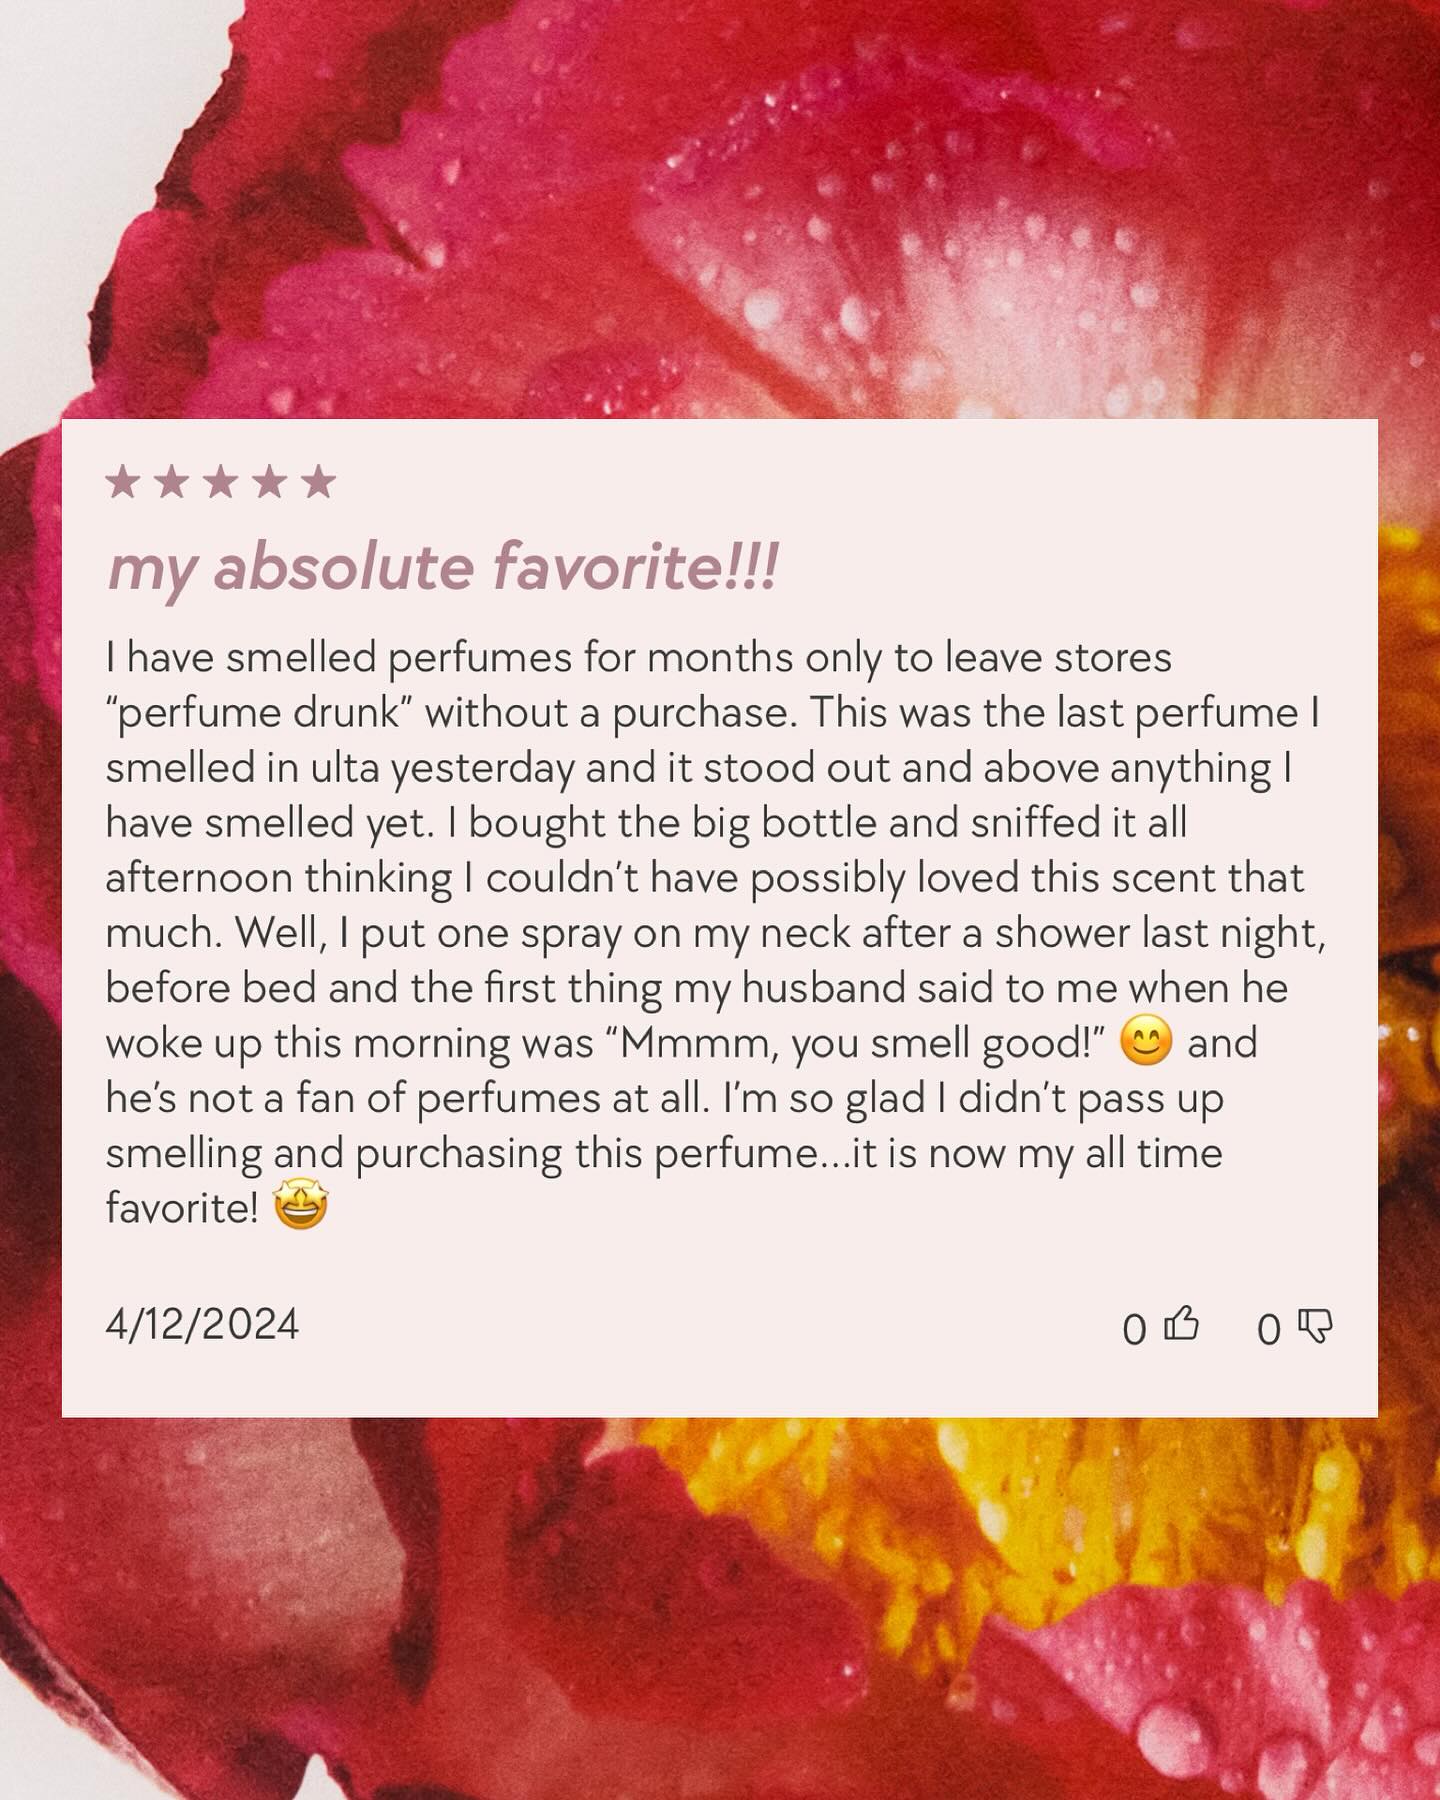 ★★★★★
my absolute favorite!!!
I have smelled perfumes for months only to leave stores
“perfume drunk” without a purchase. This was the last perfume I
smelled in ulta yesterday and it stood out and above anything I
have smelled yet. I bought the big bottle and sniffed it all
afternoon thinking I couldn’t have possibly loved this scent that
much. Well, I put one spray on my neck after a shower last night,
before bed and the first thing my husband said to me when he
woke up this morning was “Mmmm, you smell good!” 😊 and
he’s not a fan of perfumes at all. I’m so glad I didn’t pass up
smelling and purchasing this perfume...it is now my all time
favorite! 🤩
4/12/2024
0 0